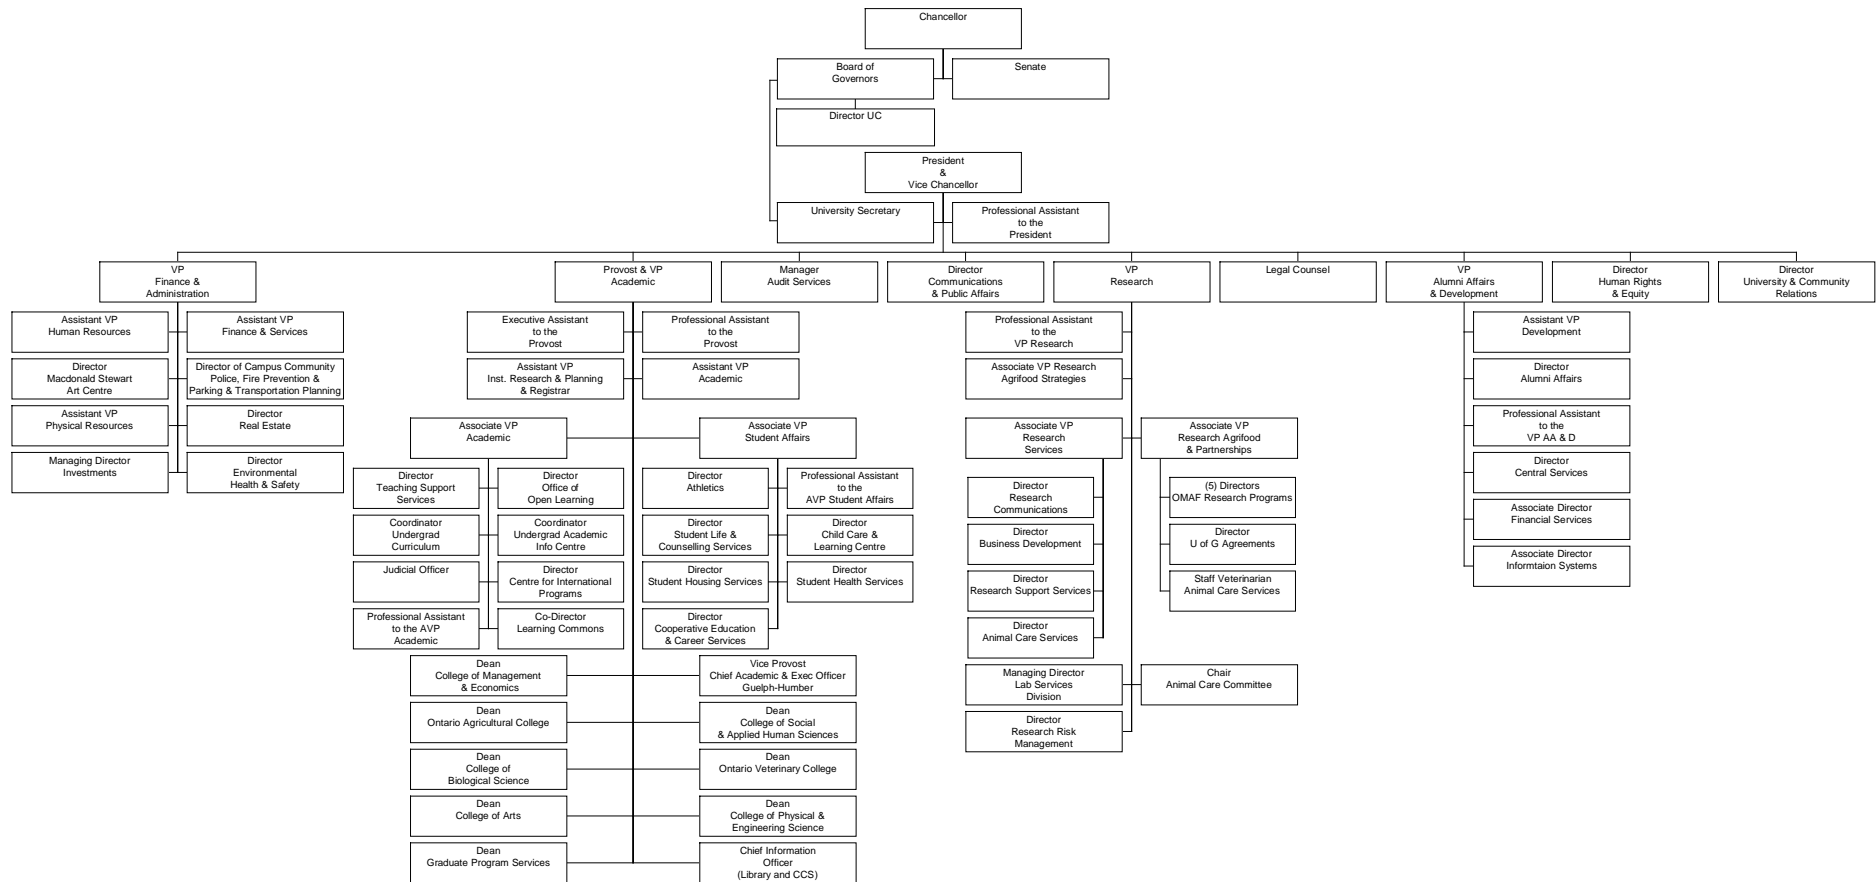 Chancellor
Board of
Governors
Senate
Director UC
President
&
Vice Chancellor
University Secretary
Professional Assistant
to the
President
VP
Finance &
Administration
Provost & VP
Academic
Manager
Audit Services
Director
Communications
& Public Affairs
VP
Research
Legal Counsel
VP
Alumni Affairs
& Development
Director
Human Rights
& Equity
Director
University & Community
Relations
Assistant VP
Human Resources
Assistant VP
Finance & Services
Director
Macdonald Stewart
Art Centre
Director of Campus Community
Police, Fire Prevention &
Parking & Transportation Planning
Assistant VP
Physical Resources
Director
Real Estate
Managing Director
Investments
Director
Environmental
Health & Safety
Executive Assistant
to the
Provost
Professional Assistant
to the
Provost
Assistant VP
Inst. Research & Planning
& Registrar
Assistant VP
Academic
Associate VP
Academic
Associate VP
Student Affairs
Director
Teaching Support
Services
Director
Office of
Open Learning
Coordinator
Undergrad
Curriculum
Coordinator
Undergrad Academic
Info Centre
Judicial Officer
Director
Centre for International
Programs
Professional Assistant
to the AVP
Academic
Co-Director
Learning Commons
Director
Athletics
Professional Assistant
to the
AVP Student Affairs
Director
Student Life &
Counselling Services
Director
Child Care &
Learning Centre
Director
Student Housing Services
Director
Student Health Services
Director
Cooperative Education
& Career Services
Dean
College of Management
& Economics
Vice Provost
Chief Academic & Exec Officer
Guelph-Humber
Dean
Ontario Agricultural College
Dean
College of Social
& Applied Human Sciences
Dean
College of
Biological Science
Dean
Ontario Veterinary College
Dean
College of Arts
Dean
College of Physical &
Engineering Science
Dean
Graduate Program Services
Chief Information
Officer
(Library and CCS)
Professional Assistant
to the
VP Research
Associate VP Research
Agrifood Strategies
Associate VP
Research
Services
Associate VP
Research Agrifood
& Partnerships
Director
Research
Communications
(5) Directors
OMAF Research Programs
Director
Business Development
Director
U of G Agreements
Director
Research Support Services
Staff Veterinarian
Animal Care Services
Director
Animal Care Services
Managing Director
Lab Services
Division
Chair
Animal Care Committee
Director
Research Risk
Management
Assistant VP
Development
Director
Alumni Affairs
Professional Assistant
to the
VP AA & D
Director
Central Services
Associate Director
Financial Services
Associate Director
Informtaion Systems